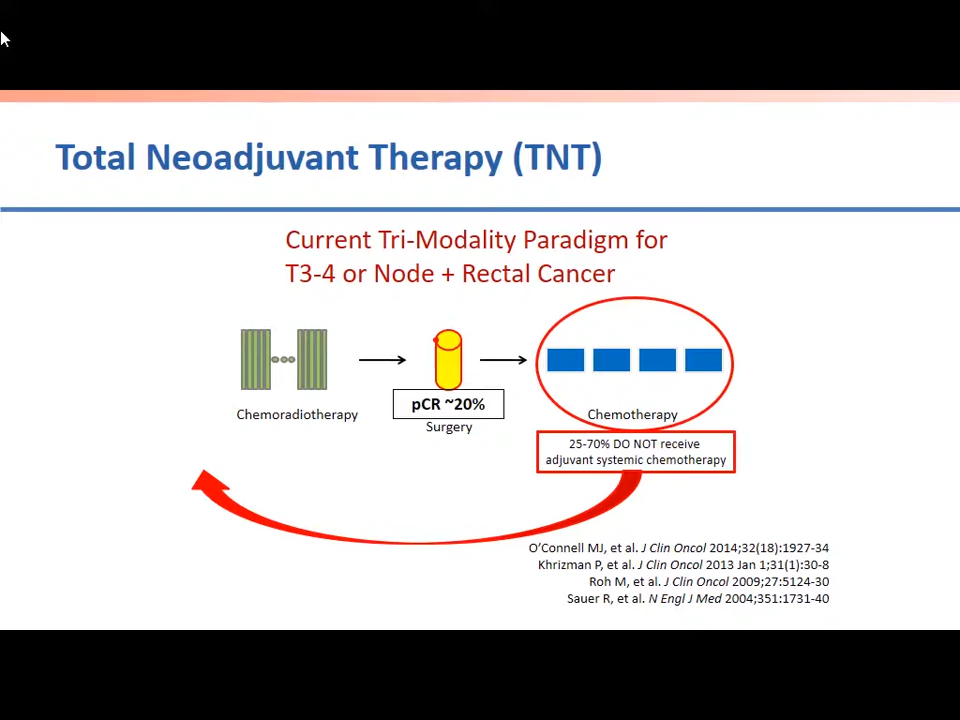 Total Neoadjuvant Therapy (TNT)
Current Tri-Modality Paradigm for
T3-4 or Node + Rectal Cancer
Chemoradiotherapy
pCR ~20%
Surgery
Chemotherapy
25-70% DO NOT receive
adjuvant systemic chemotherapy
O'Connell MJ, et al. J Clin Oncol 2014;32(18):1927-34
Khrizman P, et al. J Clin Oncol 2013 Jan 1;31(1):30-8
Roh M, et al. J Clin Oncol 2009;27:5124-30
Sauer R, et al. N Engl J Med 2004;351:1731-40